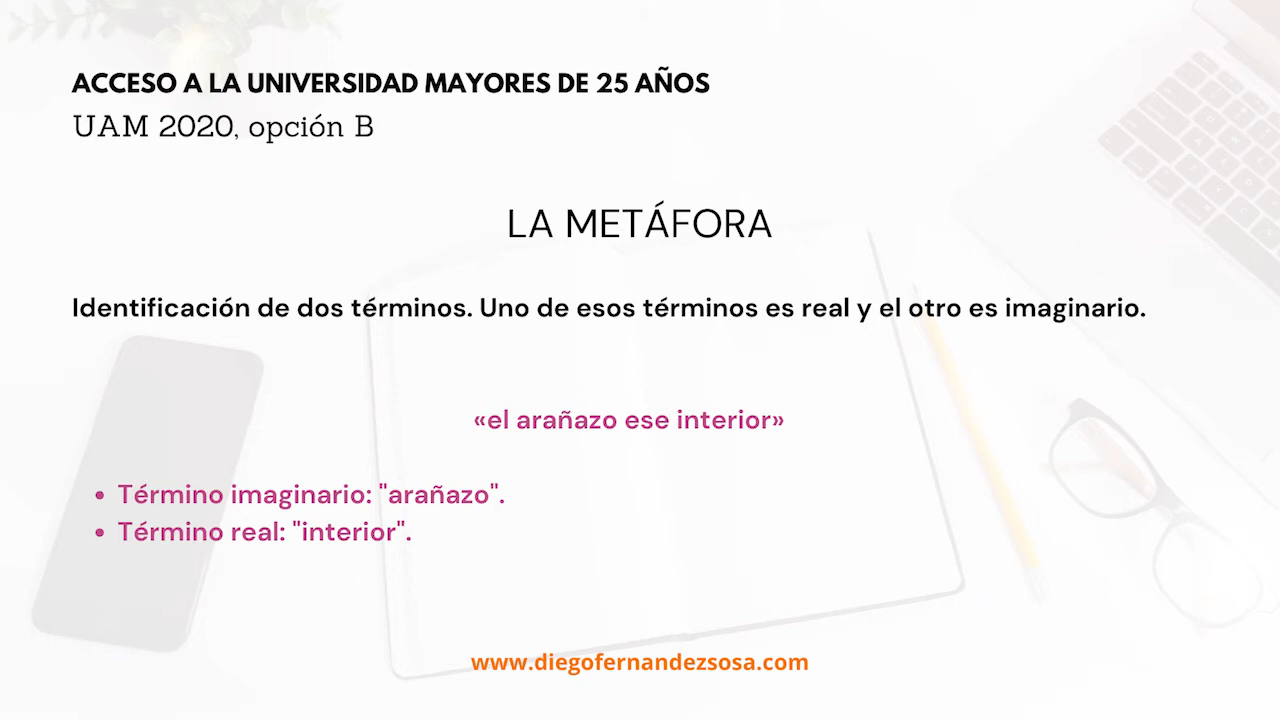 ACCESO A LA UNIVERSIDAD MAYORES DE 25 AÑOS
UAM 2020, opción B
LA METÁFORA
Identificación de dos términos. Uno de esos términos es real y el otro es imaginario.
«el arañazo ese interior»
• Término imaginario: "arañazo".
• Término real: "interior".
www.diegofernandezsosa.com